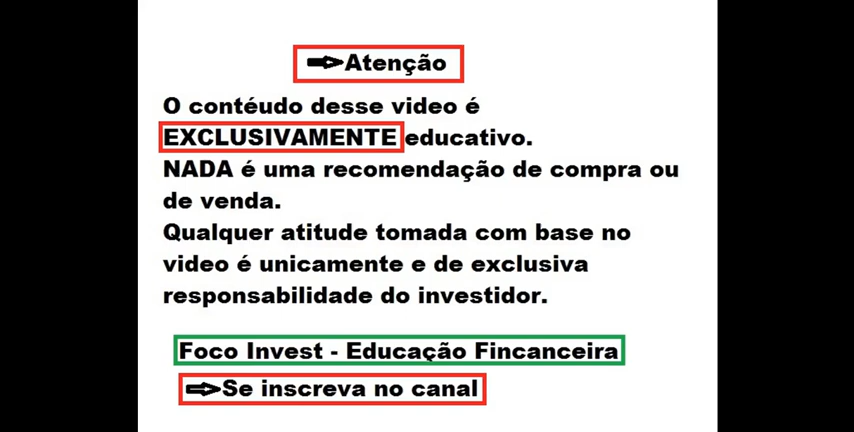 Atenção
O contéudo desse video é
EXCLUSIVAMENTE educativo.
NADA é uma recomendação de compra ou
de venda.
Qualquer atitude tomada com base no
video é unicamente e de exclusiva
responsabilidade do investidor.
Foco Invest - Educação Fincanceira
Se inscreva no canal